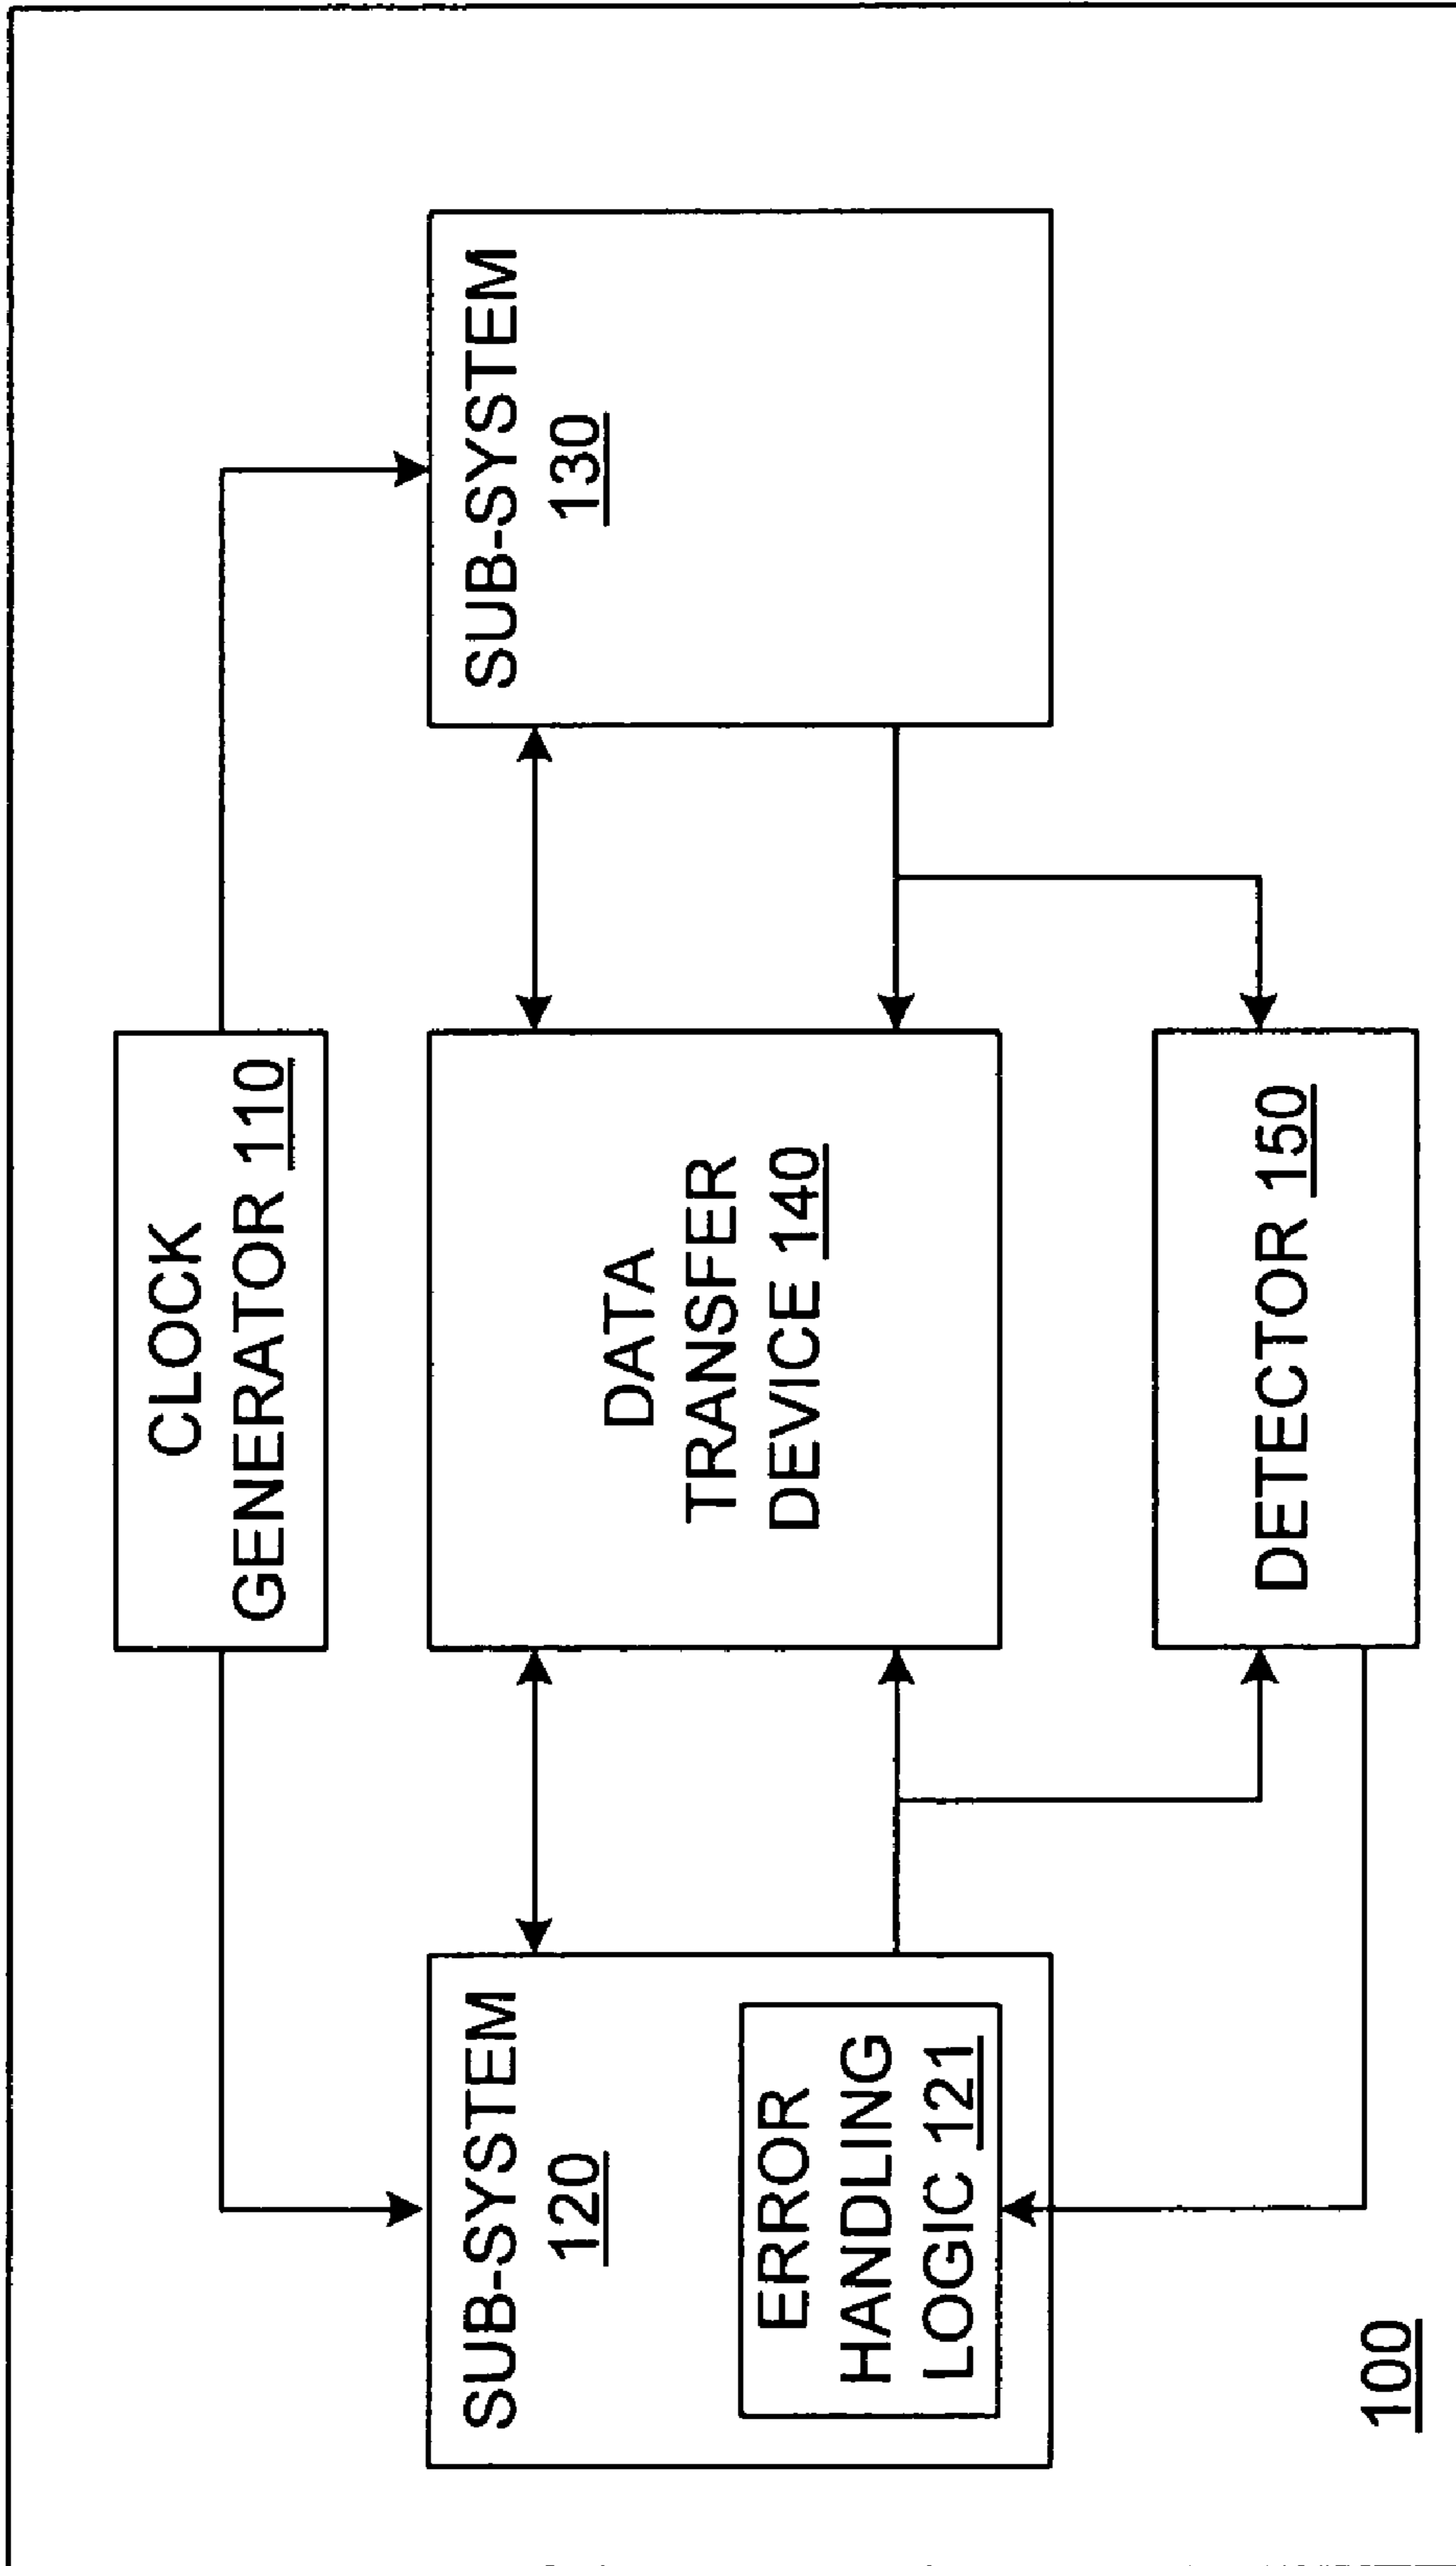 CLOCK
GENERATOR 110
SUB-SYSTEM
120
ERROR
HANDLING
LOGIC 121
DATA
TRANSFER
DEVICE 140
SUB-SYSTEM
130
DETECTOR 150
100